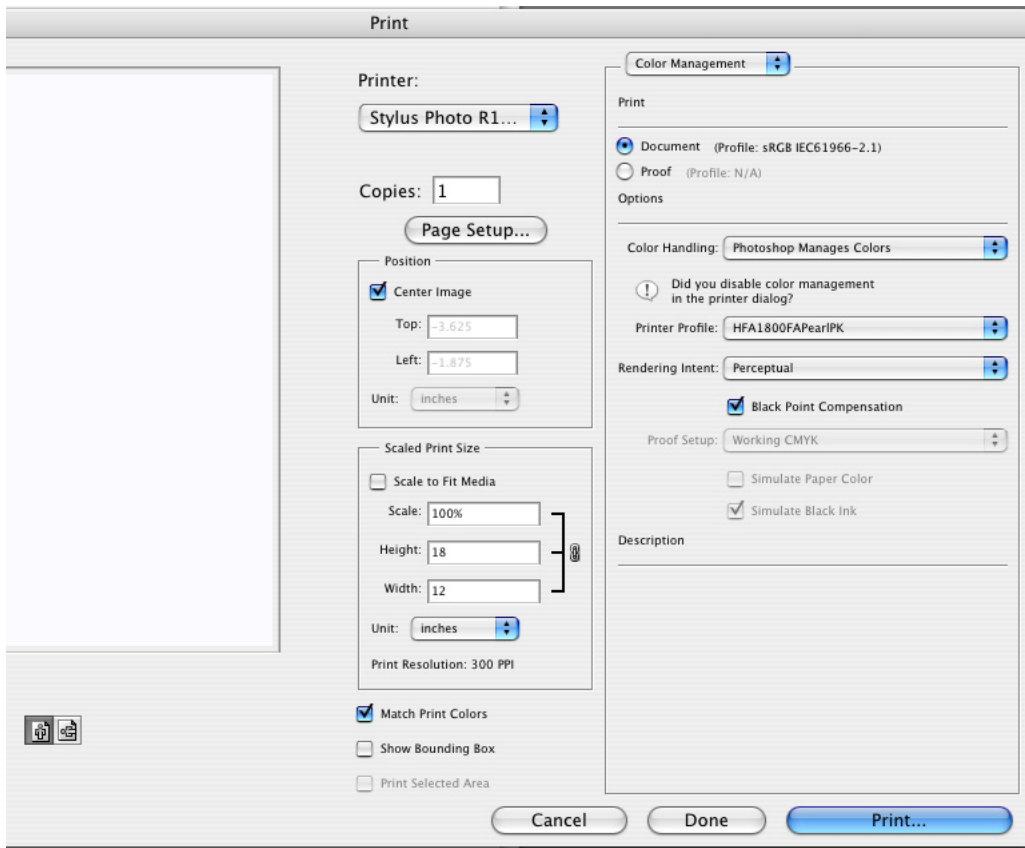 Print
Printer:
Stylus Photo R1...
Copies: 1
Page Setup...
Position
Center Image
Top: -3.625
Left: -1.875
Unit: inches
Scaled Print Size
Scale to Fit Media
Scale: 100%
Height: 18
Width: 12
Unit: inches
Print Resolution: 300 PPI
Match Print Colors
Show Bounding Box
Print Selected Area
Color Management
Print
Document (Profile: sRGB IEC61966-2.1)
Proof (Profile: N/A)
Options
Color Handling: Photoshop Manages Colors
Did you disable color management
in the printer dialog?
Printer Profile: HFA1800FAPearlPK
Rendering Intent: Perceptual
Black Point Compensation
Proof Setup: Working CMYK
Simulate Paper Color
Simulate Black Ink
Description
Cancel
Done
Print...